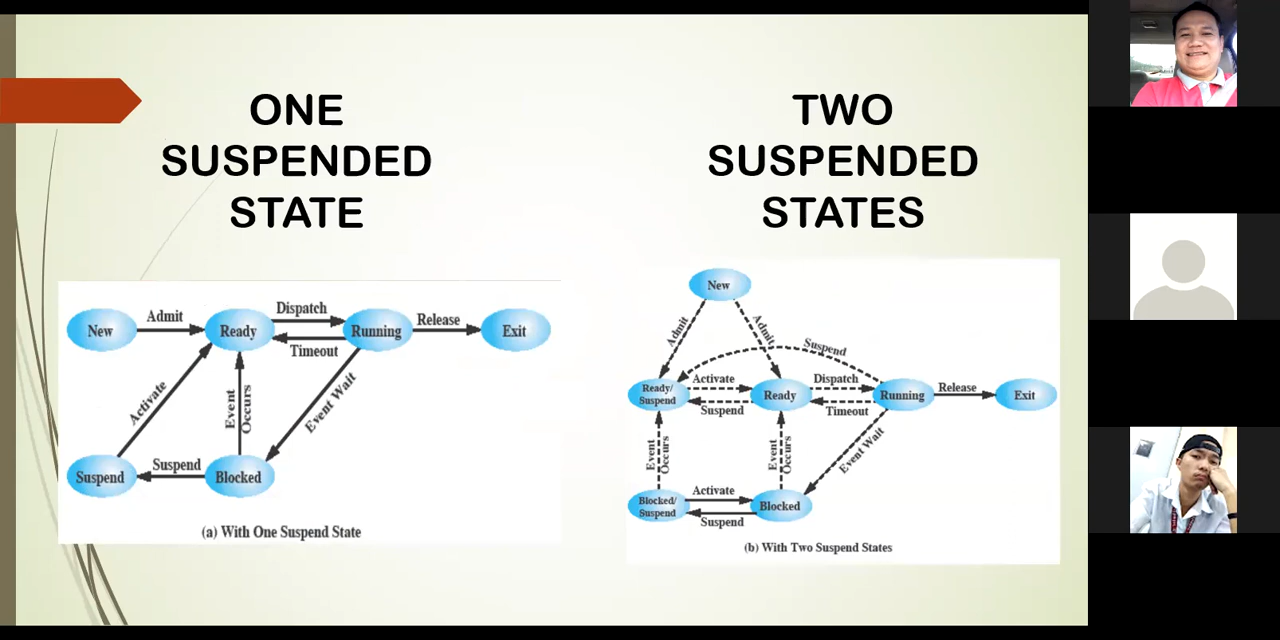 ONE
SUSPENDED
STATE
TWO
SUSPENDED
STATES
New
Admit
Ready
Dispatch
Timeout
Running
Release
Exit
Activate
Event
Occurs
Event Wait
Suspend
Suspend
Blocked
(a) With One Suspend State
New
Admit
Admit
Suspend
Ready/
Suspend
Activate
Suspend
Ready
Dispatch
Timeout
Running
Release
Exit
Event
Occurs
Event
Occurs
Event Wait
Blocked/
Suspend
Activate
Suspend
Blocked
(b) With Two Suspend States